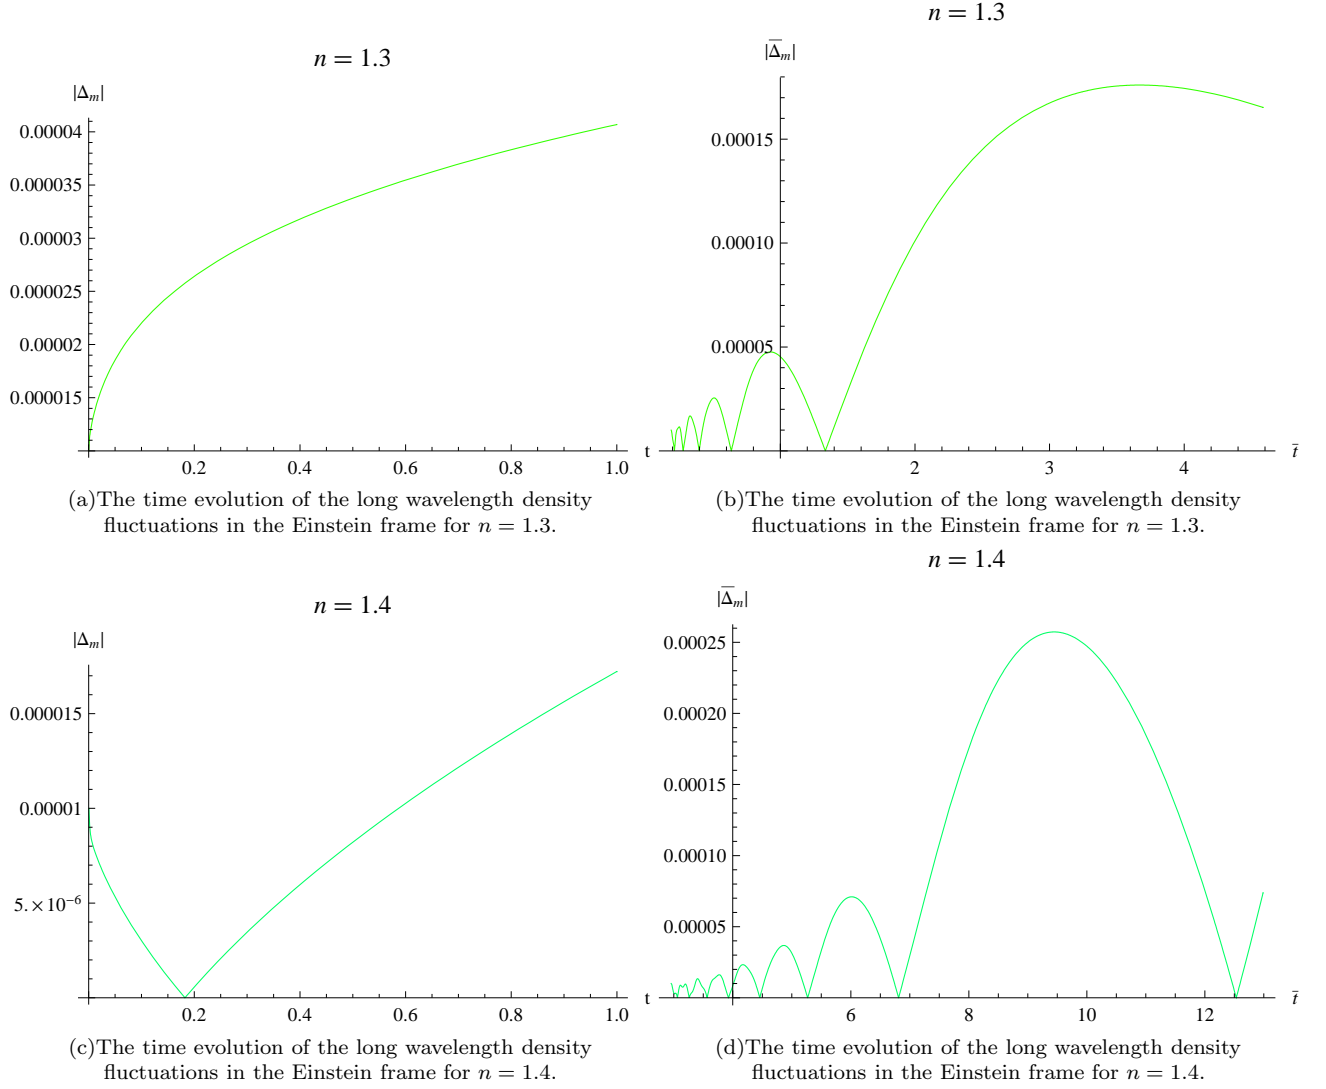 n = 1.3
|Δm|
0.00004
0.000035
0.00003
0.000025
0.00002
0.000015
0.2 0.4 0.6 0.8 1.0
t
(a)The time evolution of the long wavelength density
fluctuations in the Einstein frame for n = 1.3.
n = 1.3
|Δ̅m|
0.00015
0.00010
0.00005
2 3 4
t̄
(b)The time evolution of the long wavelength density
fluctuations in the Einstein frame for n = 1.3.
n = 1.4
|Δm|
0.000015
0.00001
5.×10⁻⁶
0.2 0.4 0.6 0.8 1.0
t
(c)The time evolution of the long wavelength density
fluctuations in the Einstein frame for n = 1.4.
n = 1.4
|Δ̅m|
0.00025
0.00020
0.00015
0.00010
0.00005
6 8 10 12
t̄
(d)The time evolution of the long wavelength density
fluctuations in the Einstein frame for n = 1.4.